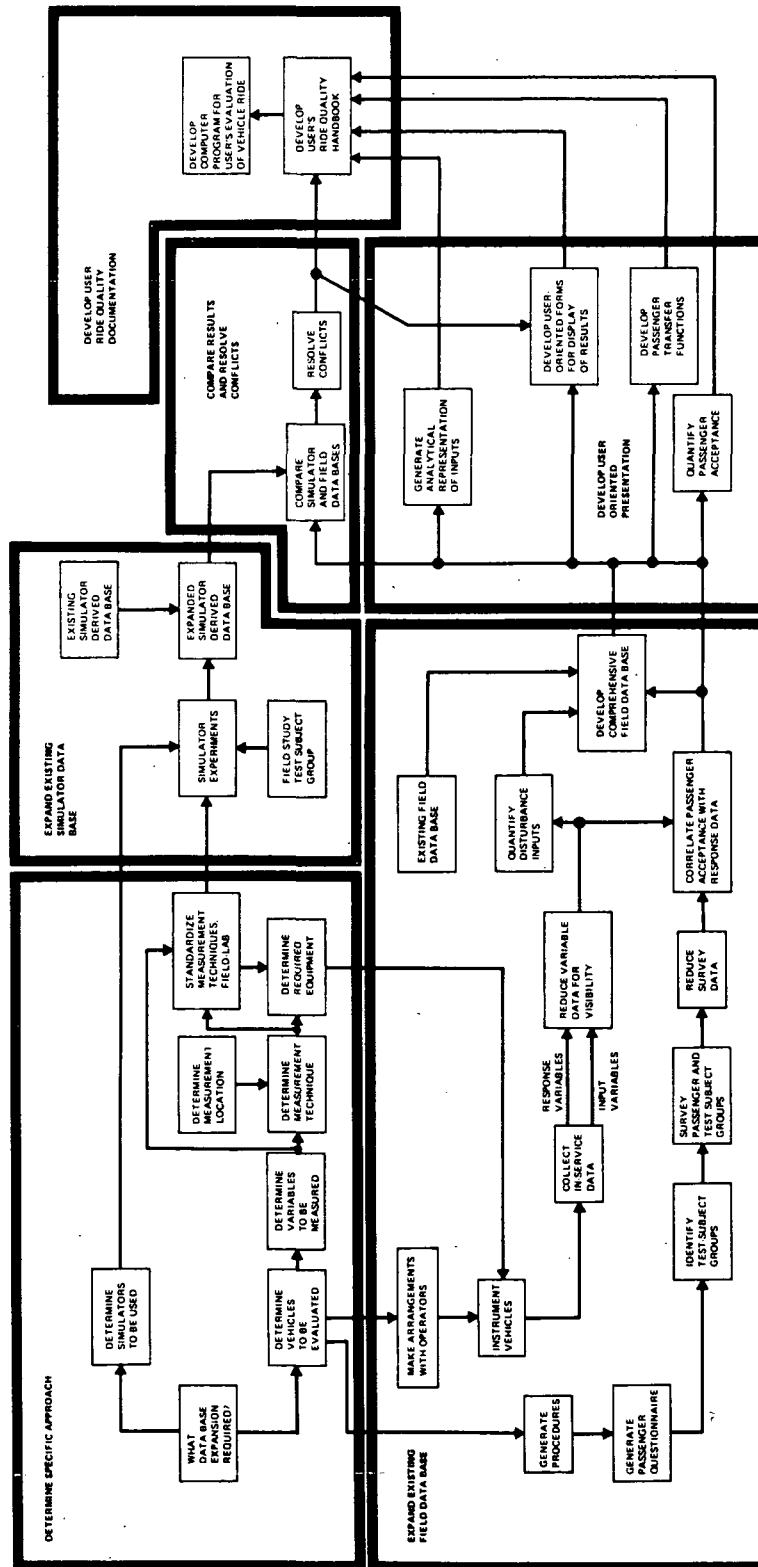 DETERMINE SPECIFIC APPROACH
WHAT
DATA BASE
EXPANSION
REQUIRED?
DETERMINE
SIMULATORS
TO BE USED
DETERMINE
VEHICLES
TO BE
EVALUATED
DETERMINE
VARIABLES
TO BE
MEASURED
DETERMINE
MEASUREMENT
LOCATION
DETERMINE
MEASUREMENT
TECHNIQUE
STANDARDIZE
MEASUREMENT
TECHNIQUES,
FIELD-LAB
DETERMINE
REQUIRED
EQUIPMENT
EXPAND EXISTING
SIMULATOR DATA
BASE
SIMULATOR
EXPERIMENTS
FIELD STUDY
TEST SUBJECT
GROUP
EXISTING
SIMULATOR
DERIVED
DATA BASE
EXPANDED
SIMULATOR
DERIVED
DATA BASE
COMPARE RESULTS
AND RESOLVE
CONFLICTS
COMPARE
SIMULATOR
AND FIELD
DATA BASES
RESOLVE
CONFLICTS
DEVELOP USER
RIDE QUALITY
DOCUMENTATION
DEVELOP
COMPUTER
PROGRAM FOR
USER'S EVALUATION
OF VEHICLE RIDE
DEVELOP
USER'S
RIDE QUALITY
HANDBOOK
EXPAND EXISTING
FIELD DATA BASE
GENERATE
PROCEDURES
GENERATE
PASSENGER
QUESTIONNAIRE
MAKE ARRANGEMENTS
WITH OPERATORS
INSTRUMENT
VEHICLES
COLLECT
IN-SERVICE
DATA
RESPONSE
VARIABLES
INPUT
VARIABLES
REDUCE VARIABLE
DATA FOR
VISIBILITY
IDENTIFY
TEST-SUBJECT
GROUPS
SURVEY
PASSENGER AND
TEST SUBJECT
GROUPS
REDUCE
SURVEY
DATA
EXISTING FIELD
DATA BASE
QUANTIFY
DISTURBANCE
INPUTS
CORRELATE PASSENGER
ACCEPTANCE WITH
RESPONSE DATA
DEVELOP
COMPREHENSIVE
FIELD DATA BASE
DEVELOP USER
ORIENTED
PRESENTATION
GENERATE
ANALYTICAL
REPRESENTATION
OF INPUTS
DEVELOP USER-
ORIENTED FORMS
FOR DISPLAY
OF RESULTS
DEVELOP
PASSENGER
TRANSFER
FUNCTIONS
QUANTIFY
PASSENGER
ACCEPTANCE